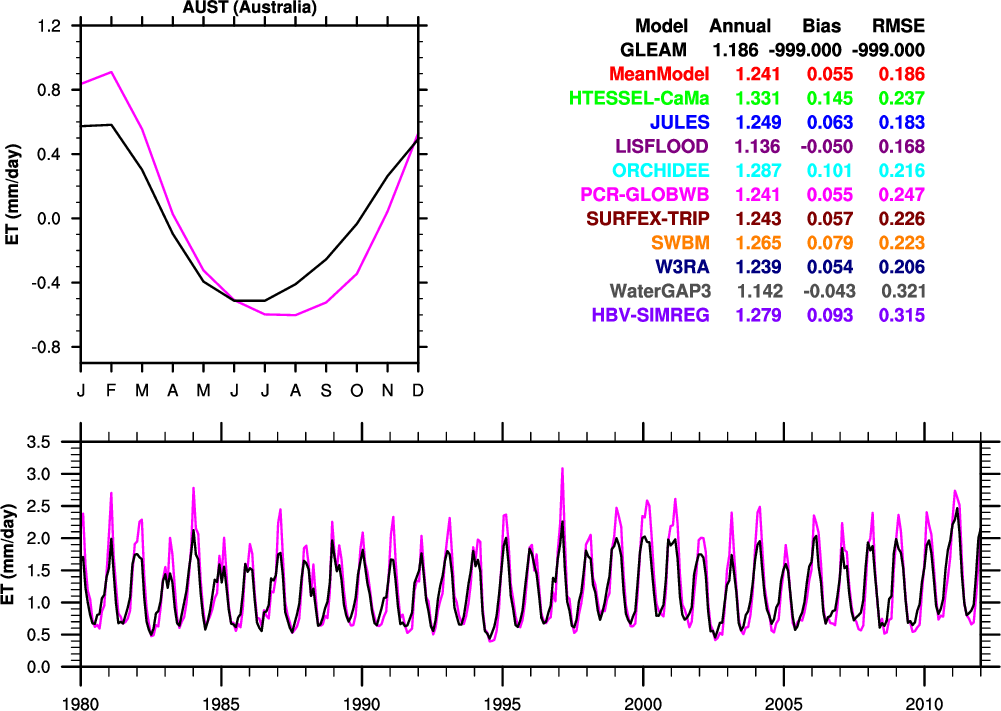 AUST (Australia)
1.2
0.8
0.4
0.0
-0.4
-0.8
ET (mm/day)
J F M A M J J A S O N D
Model Annual Bias RMSE
GLEAM 1.186 -999.000 -999.000
MeanModel 1.241 0.055 0.186
HTESSEL-CaMa 1.331 0.145 0.237
JULES 1.249 0.063 0.183
LISFLOOD 1.136 -0.050 0.168
ORCHIDEE 1.287 0.101 0.216
PCR-GLOBWB 1.241 0.055 0.247
SURFEX-TRIP 1.243 0.057 0.226
SWBM 1.265 0.079 0.223
W3RA 1.239 0.054 0.206
WaterGAP3 1.142 -0.043 0.321
HBV-SIMREG 1.279 0.093 0.315
3.5
3.0
2.5
2.0
1.5
1.0
0.5
0.0
ET (mm/day)
1980 1985 1990 1995 2000 2005 2010